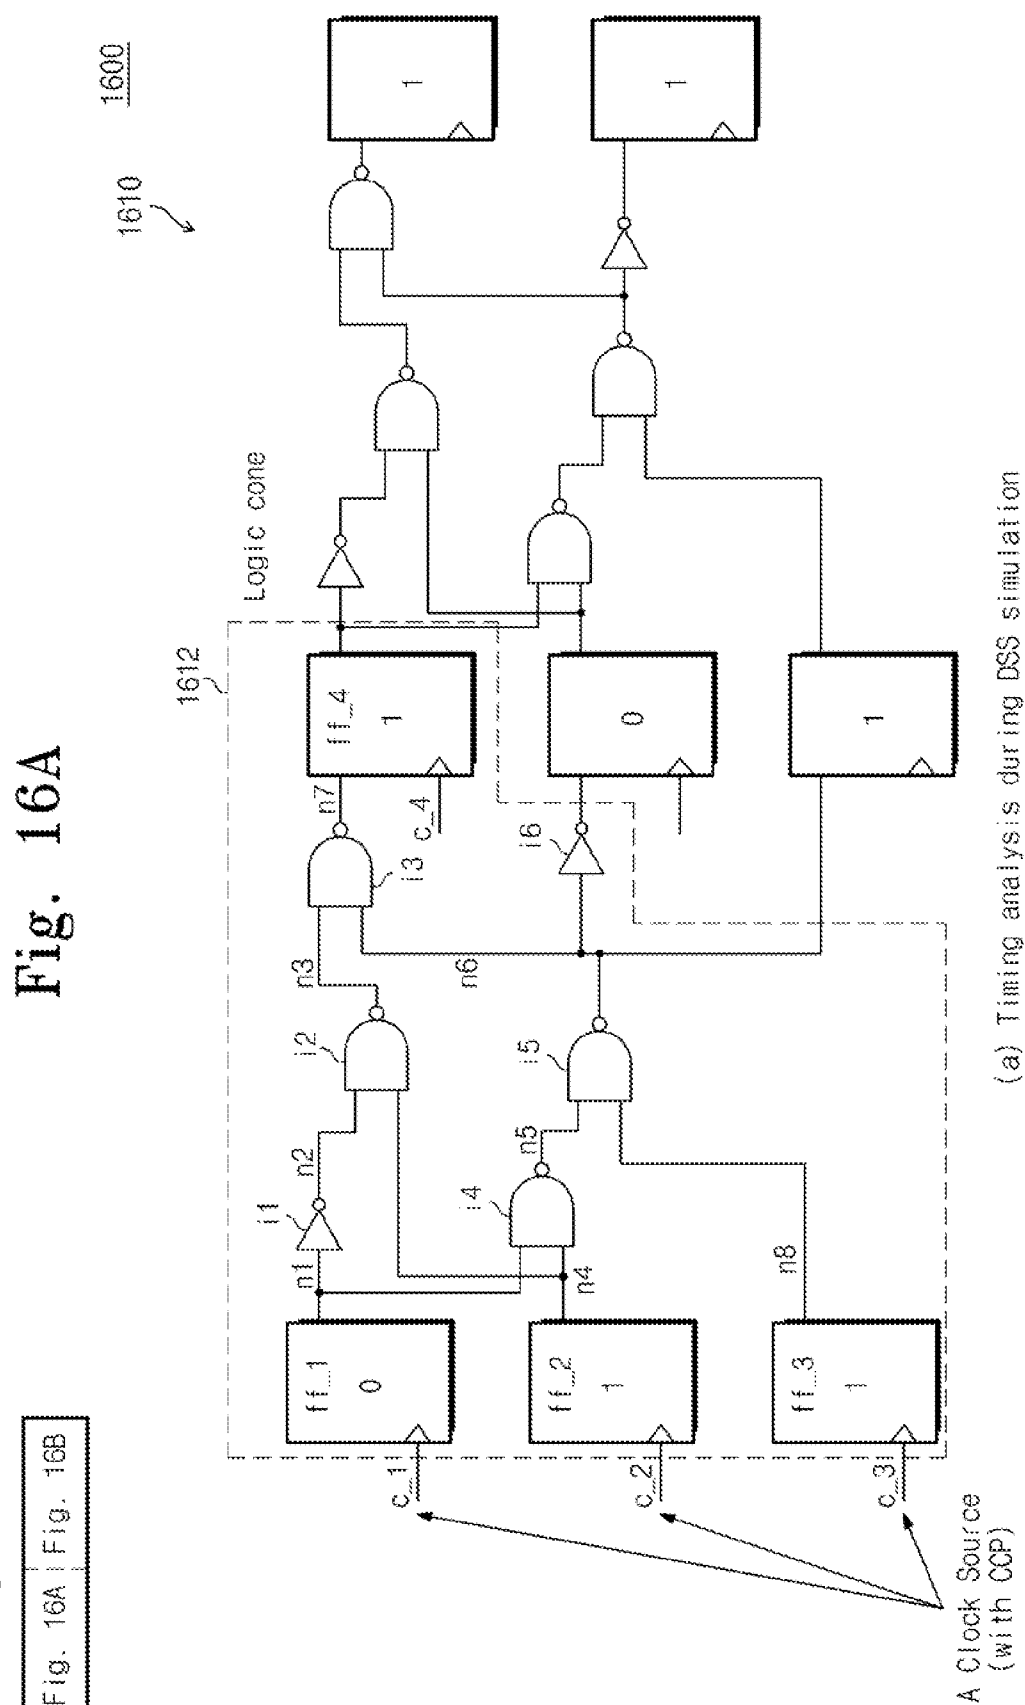 Fig. 16A
Fig. 16A | Fig. 16B
1600
1610
1612
Logic cone
ff_1
0
c_1
n1
i1
n2
i2
n3
i3
n7
ff_4
1
c_4
1
ff_2
1
c_2
n4
i4
n5
i5
n6
i6
0
1
ff_3
1
c_3
n8
1
A Clock Source
(with CCP)
(a) Timing analysis during DSS simulation